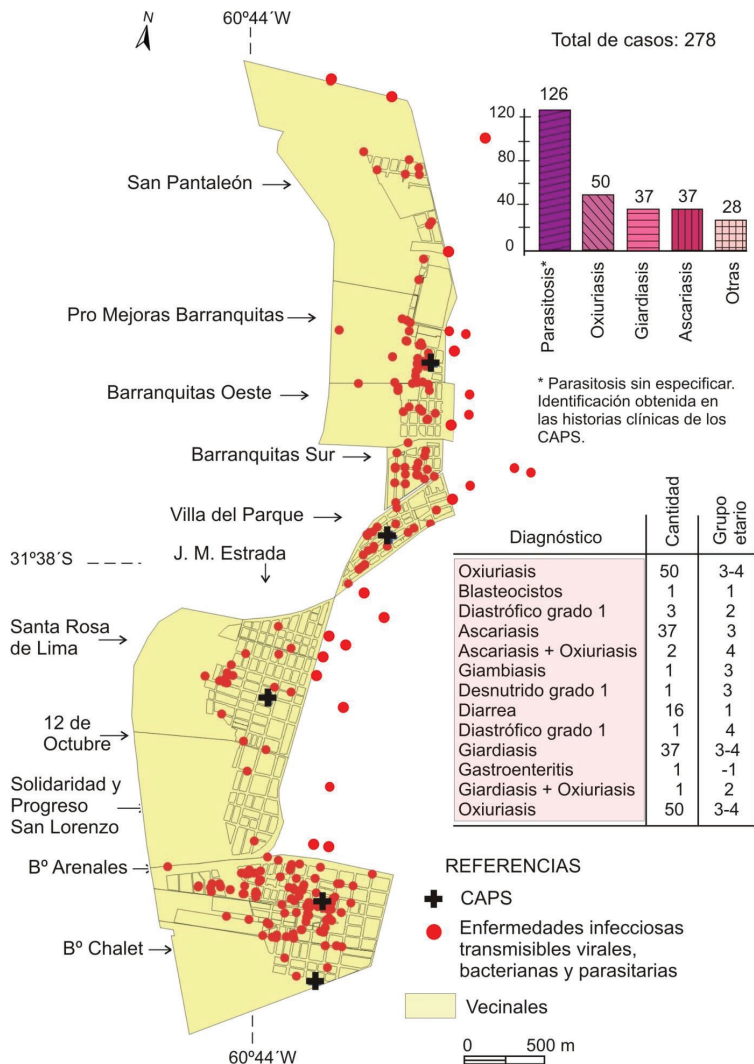 N
60º44´W
Total de casos: 278
120
80
40
0
126
50
37
37
28
Parasitosis*
Oxiuriasis
Giardiasis
Ascariasis
Otras
* Parasitosis sin especificar.
Identificación obtenida en
las historias clínicas de los
CAPS.
San Pantaleón
Pro Mejoras Barranquitas
Barranquitas Oeste
Barranquitas Sur
Villa del Parque
31º38´S
J. M. Estrada
Santa Rosa
de Lima
12 de
Octubre
Solidaridad y
Progreso
San Lorenzo
Bº Arenales
Bº Chalet
60º44´W
Diagnóstico Cantidad Grupo etario
Oxiuriasis 50 3-4
Blasteocistos 1 1
Diastrófico grado 1 3 2
Ascariasis 37 3
Ascariasis + Oxiuriasis 2 4
Giambiasis 1 3
Desnutrido grado 1 1 3
Diarrea 16 1
Diastrófico grado 1 1 4
Giardiasis 37 3-4
Gastroenteritis 1 -1
Giardiasis + Oxiuriasis 1 2
Oxiuriasis 50 3-4
REFERENCIAS
CAPS
Enfermedades infecciosas
transmisibles virales,
bacterianas y parasitarias
Vecinales
0 500 m